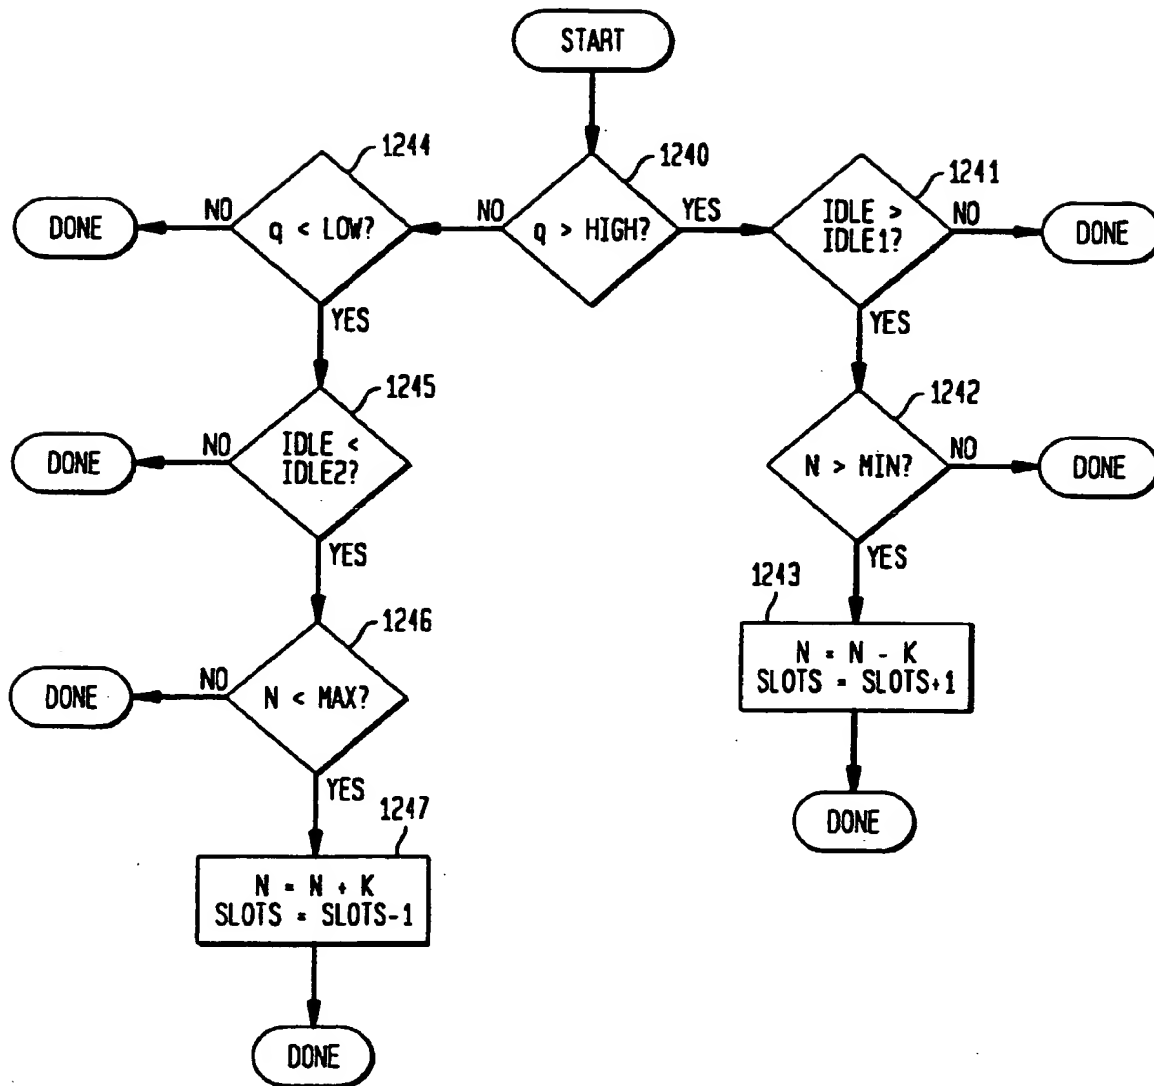 START
1244
1240
1241
DONE
NO
q < LOW?
NO
q > HIGH?
YES
IDLE >
IDLE1?
NO
DONE
YES
YES
1245
1242
DONE
NO
IDLE <
IDLE2?
N > MIN?
NO
DONE
YES
YES
1243
1246
N = N - K
SLOTS = SLOTS+1
DONE
NO
N < MAX?
YES
1247
DONE
N = N + K
SLOTS = SLOTS-1
DONE